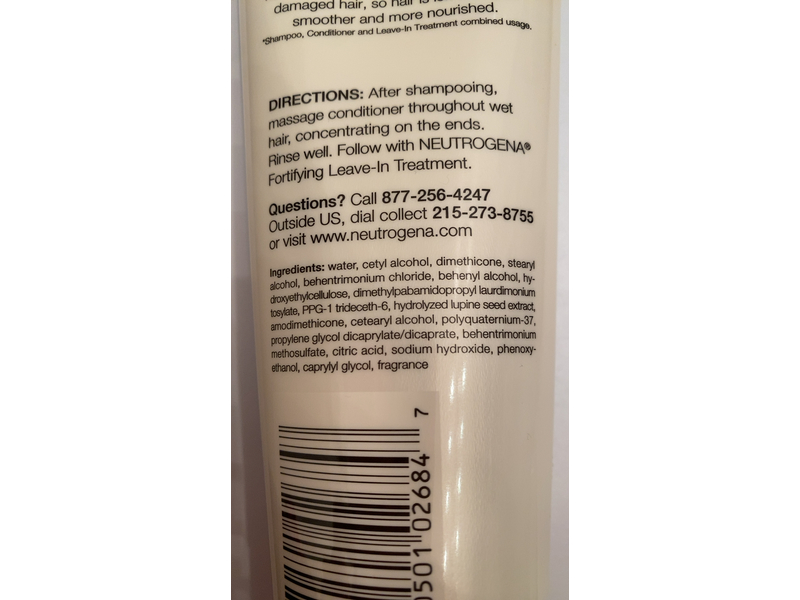 damaged hair, so hair is
smoother and more nourished.
*Shampoo, Conditioner and Leave-In Treatment combined usage.
DIRECTIONS: After shampooing,
massage conditioner throughout wet
hair, concentrating on the ends.
Rinse well. Follow with NEUTROGENA®
Fortifying Leave-In Treatment.
Questions? Call 877-256-4247
Outside US, dial collect 215-273-8755
or visit www.neutrogena.com
Ingredients: water, cetyl alcohol, dimethicone, stearyl
alcohol, behentrimonium chloride, behenyl alcohol, hy-
droxyethylcellulose, dimethylpabamidopropyl laurdimonium
tosylate, PPG-1 trideceth-6, hydrolyzed lupine seed extract,
amodimethicone, cetearyl alcohol, polyquaternium-37,
propylene glycol dicaprylate/dicaprate, behentrimonium
methosulfate, citric acid, sodium hydroxide, phenoxy-
ethanol, caprylyl glycol, fragrance
0501 02684 7